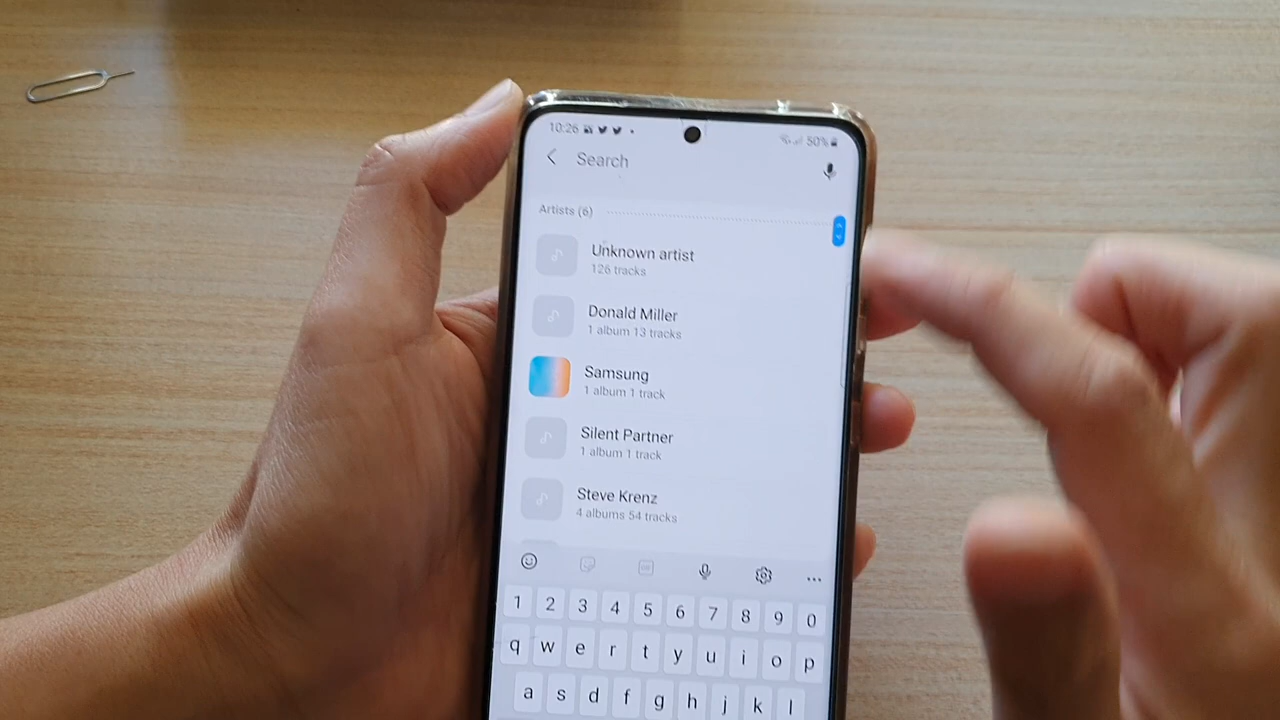 10:26
50%
Search
Artists (6)
Unknown artist
126 tracks
Donald Miller
1 album 13 tracks
Samsung
1 album 1 track
Silent Partner
1 album 1 track
Steve Krenz
4 albums 54 tracks
1 2 3 4 5 6 7 8 9 0
q w e r t y u i o p
a s d f g h j k l